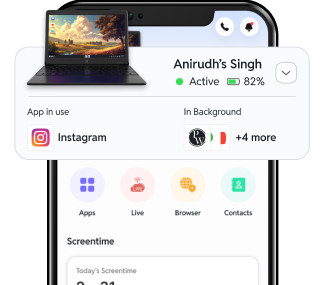 Anirudh's Singh
Active 82%
App in use
In Background
Instagram
+4 more
Apps
Live
Browser
Contacts
Screentime
Today's Screentime